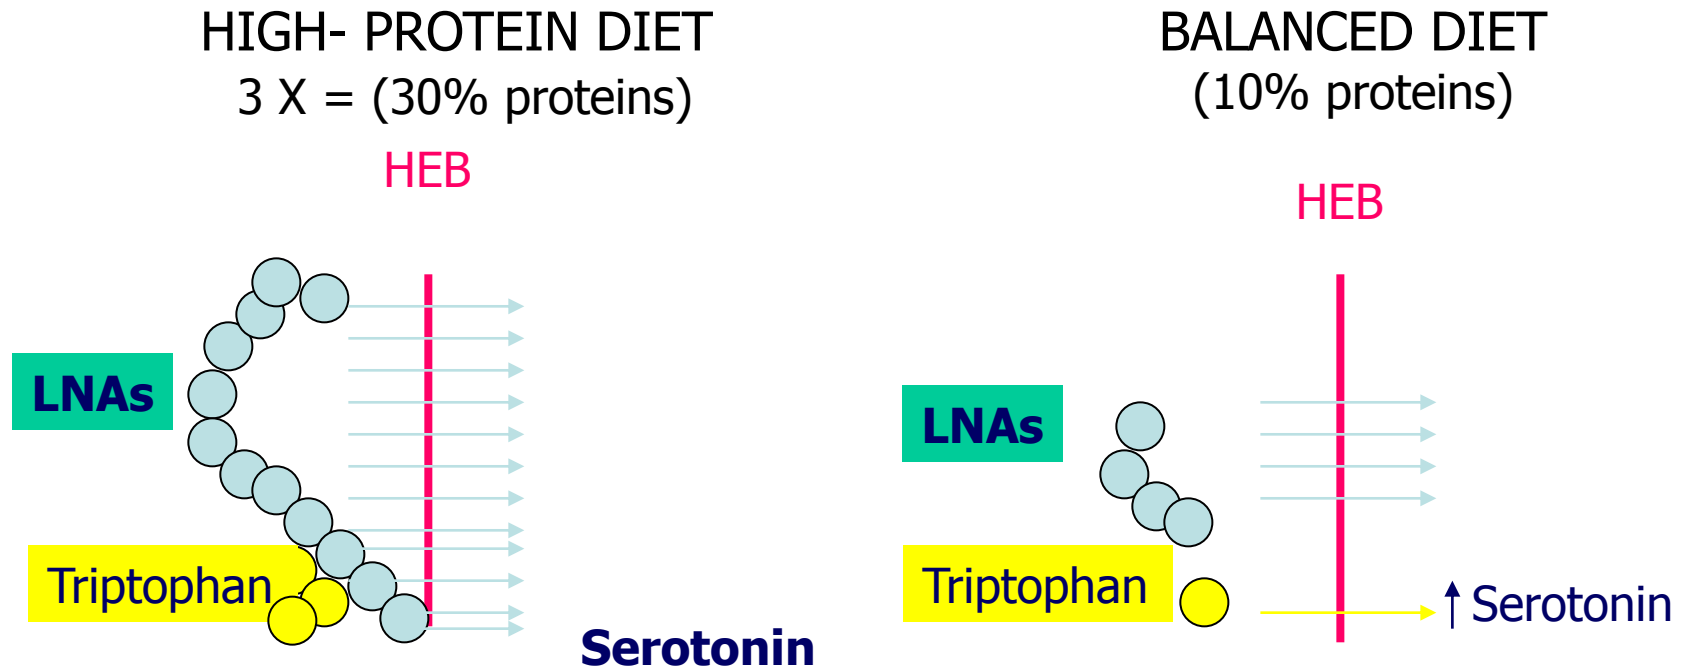 HIGH- PROTEIN DIET
3 X = (30% proteins)
HEB
LNAs
Triptophan
Serotonin
BALANCED DIET
(10% proteins)
HEB
LNAs
Triptophan
Serotonin